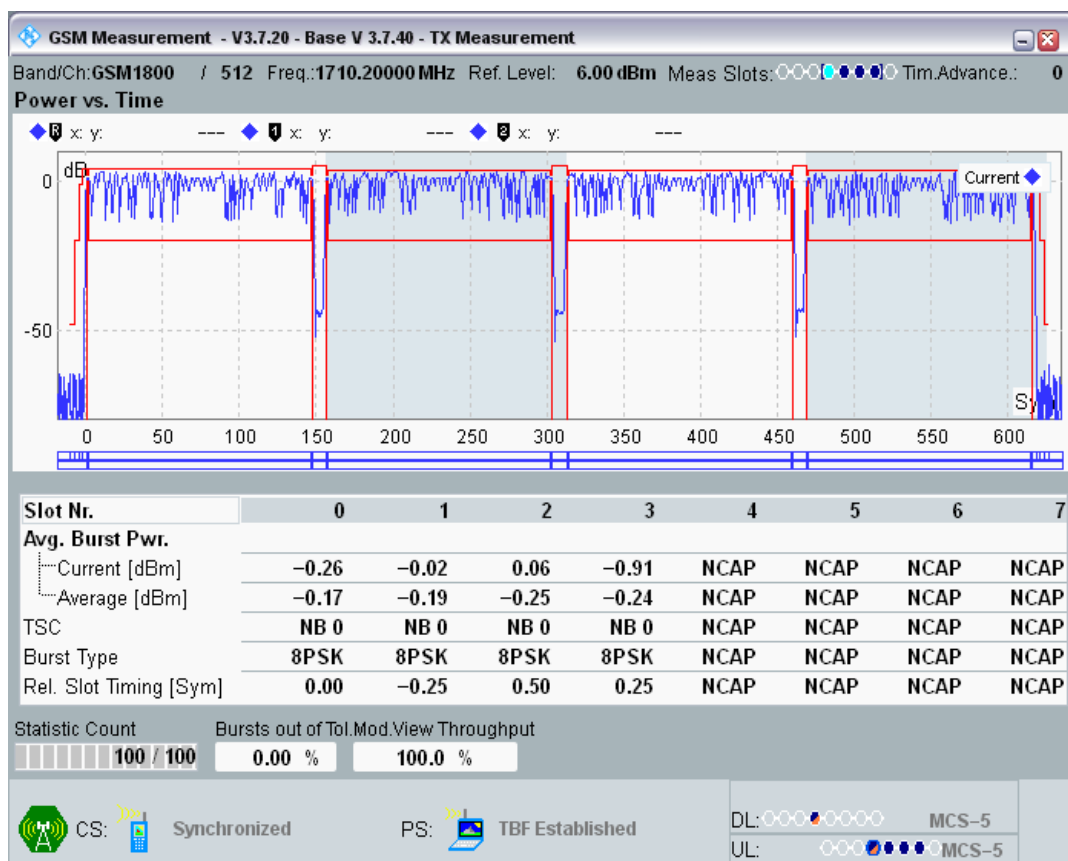 GSM Measurement - V3.7.20 - Base V 3.7.40 - TX Measurement
Band/Ch:GSM1800 / 512 Freq.:1710.20000 MHz Ref. Level: 6.00 dBm Meas Slots: Tim.Advance.: 0
Power vs. Time
R x: y: --- 1 x: y: --- 2 x: y: ---
dB
Current
0
-50
0 50 100 150 200 250 300 350 400 450 500 550 600
Slot Nr. 0 1 2 3 4 5 6 7
Avg. Burst Pwr.
Current [dBm] −0.26 −0.02 0.06 −0.91 NCAP NCAP NCAP NCAP
Average [dBm] −0.17 −0.19 −0.25 −0.24 NCAP NCAP NCAP NCAP
TSC NB 0 NB 0 NB 0 NB 0 NCAP NCAP NCAP NCAP
Burst Type 8PSK 8PSK 8PSK 8PSK NCAP NCAP NCAP NCAP
Rel. Slot Timing [Sym] 0.00 −0.25 0.50 0.25 NCAP NCAP NCAP NCAP
Statistic Count Bursts out of Tol.Mod.View Throughput
100 / 100 0.00 % 100.0 %
CS: Synchronized PS: TBF Established
DL: MCS−5
UL: MCS−5